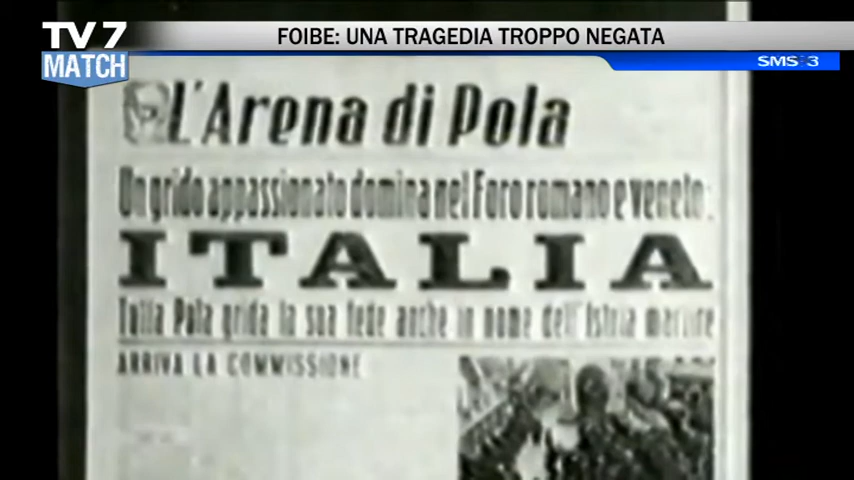 TV7
MATCH
FOIBE: UNA TRAGEDIA TROPPO NEGATA
SMS 3
L'Arena di Pola
Un grido appassionato domina nel Foro romano e veneto:
ITALIA
Tutta Pola grida la sua fede anche in nome dell'Istria martire
ARRIVA LA COMMISSIONE